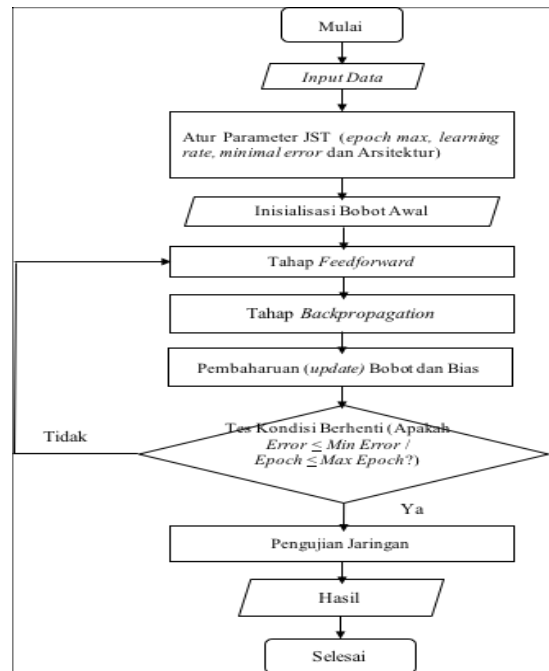 Mulai
Input Data
Atur Parameter JST (epoch max, learning
rate, minimal error dan Arsitektur)
Inisialisasi Bobot Awal
Tahap Feedforward
Tahap Backpropagation
Pembaharuan (update) Bobot dan Bias
Tes Kondisi Berhenti (Apakah
Error ≤ Min Error /
Epoch ≤ Max Epoch?)
Tidak
Ya
Pengujian Jaringan
Hasil
Selesai